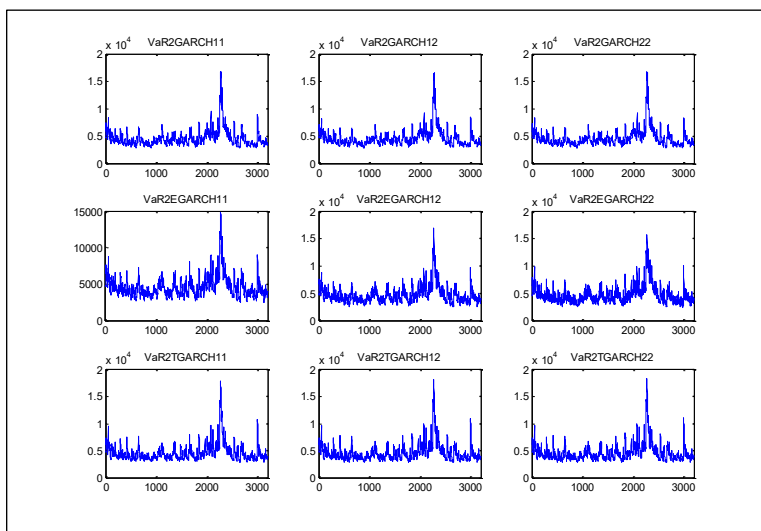 x 10⁴ VaR2GARCH11
2
1.5
1
0.5
0
0 1000 2000 3000
x 10⁴ VaR2GARCH12
2
1.5
1
0.5
0
0 1000 2000 3000
x 10⁴ VaR2GARCH22
2
1.5
1
0.5
0
0 1000 2000 3000
VaR2EGARCH11
15000
10000
5000
0
0 1000 2000 3000
x 10⁴ VaR2EGARCH12
2
1.5
1
0.5
0
0 1000 2000 3000
x 10⁴ VaR2EGARCH22
2
1.5
1
0.5
0
0 1000 2000 3000
x 10⁴ VaR2TGARCH11
2
1.5
1
0.5
0
0 1000 2000 3000
x 10⁴ VaR2TGARCH12
2
1.5
1
0.5
0
0 1000 2000 3000
x 10⁴ VaR2TGARCH22
2
1.5
1
0.5
0
0 1000 2000 3000